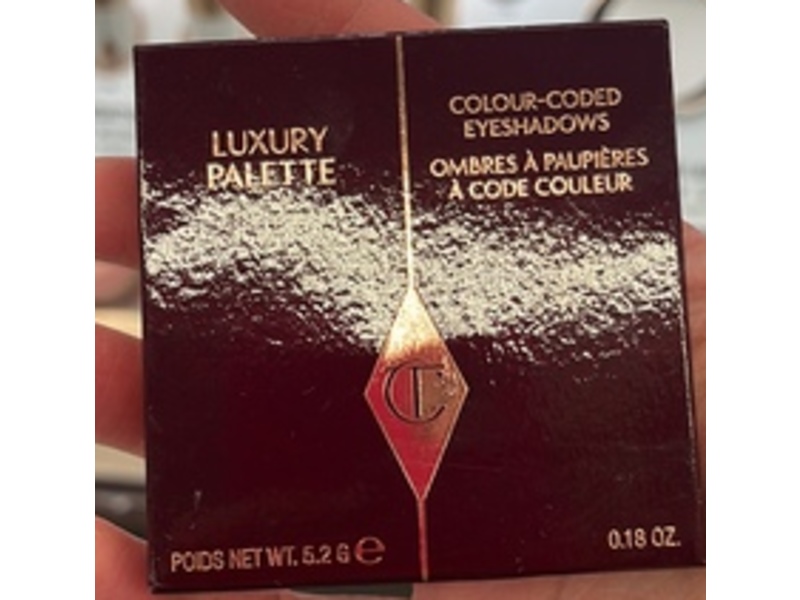 LUXURY
PALETTE
COLOUR-CODED
EYESHADOWS
OMBRES À PAUPIÈRES
À CODE COULEUR
CT
POIDS NET WT. 5.2 G ℮
0.18 OZ.